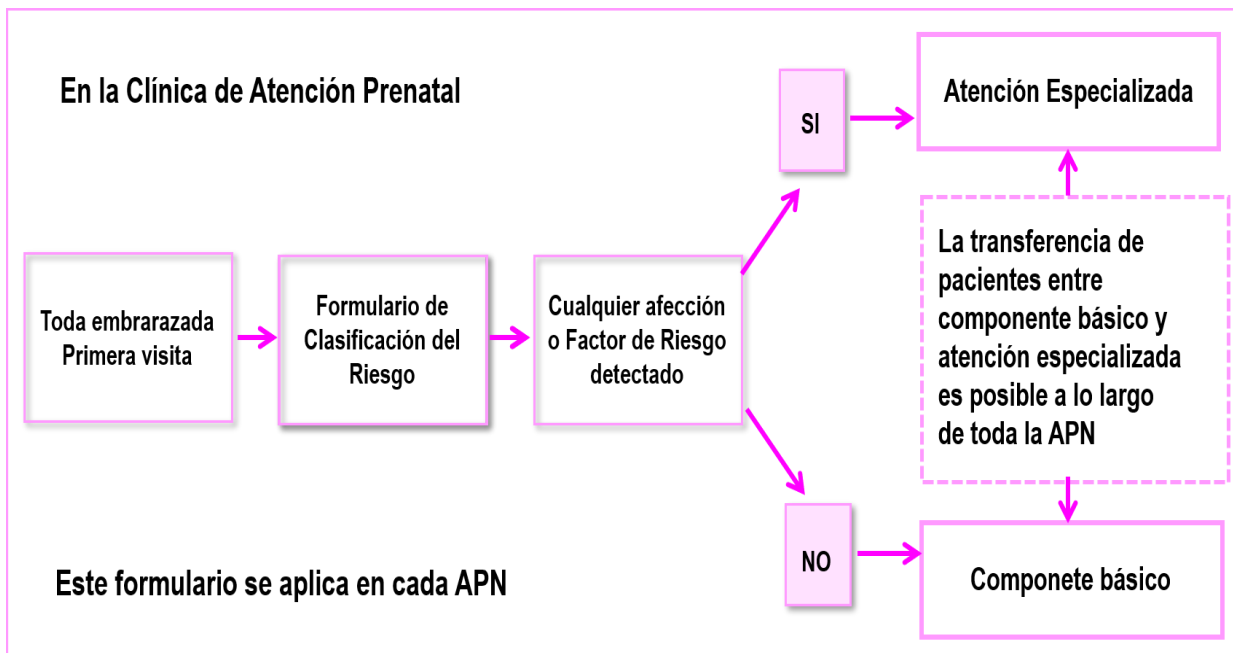 En la Clínica de Atención Prenatal
Toda embrarazada
Primera visita
Formulario de
Clasificación del
Riesgo
Cualquier afección
o Factor de Riesgo
detectado
SI
Atención Especializada
La transferencia de
pacientes entre
componente básico y
atención especializada
es posible a lo largo
de toda la APN
NO
Componete básico
Este formulario se aplica en cada APN